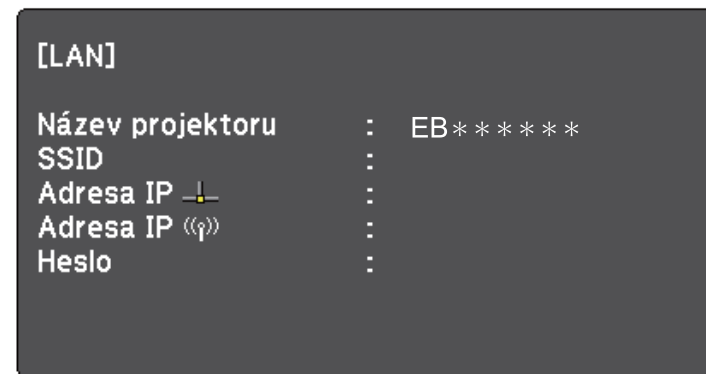 [LAN]
Název projektoru : EB******
SSID :
Adresa IP :
Adresa IP :
Heslo :